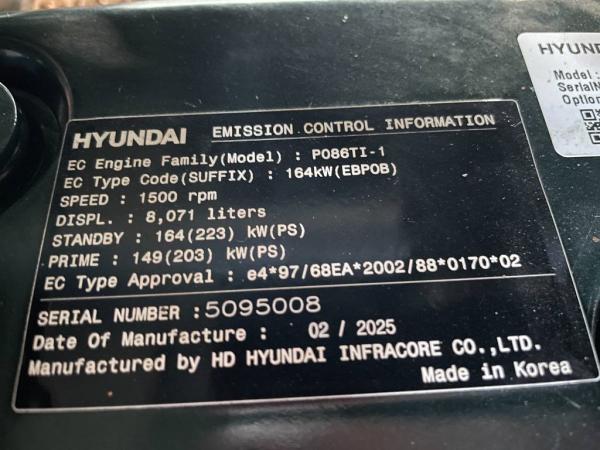 HYUNDAI EMISSION CONTROL INFORMATION
EC Engine Family(Model) : P086TI-1
EC Type Code(SUFFIX) : 164kW(EBPOB)
SPEED : 1500 rpm
DISPL. : 8,071 liters
STANDBY : 164(223) kW(PS)
PRIME : 149(203) kW(PS)
EC Type Approval : e4*97/68EA*2002/88*0170*02
SERIAL NUMBER : 5095008
Date Of Manufacture : 02 / 2025
Manufactured by HD HYUNDAI INFRACORE CO.,LTD.
Made in Korea
HYUND
Model :
SerialN
Option